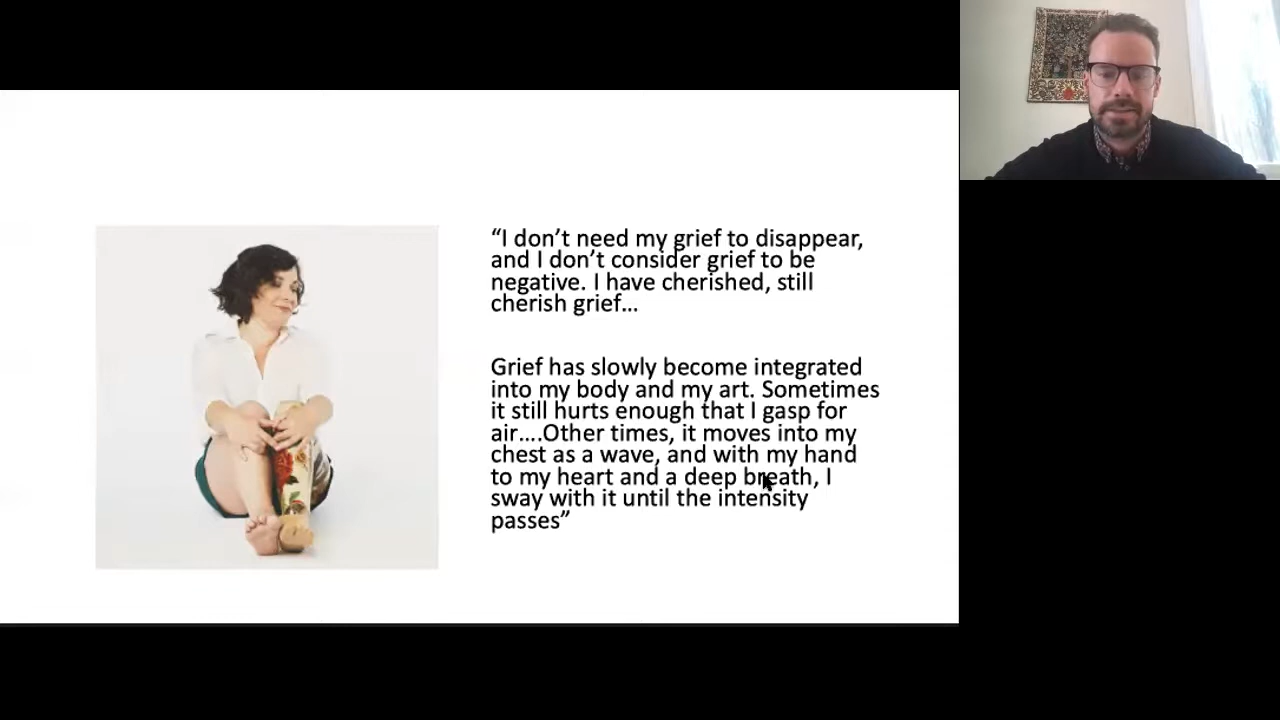 “I don’t need my grief to disappear,
and I don’t consider grief to be
negative. I have cherished, still
cherish grief…
Grief has slowly become integrated
into my body and my art. Sometimes
it still hurts enough that I gasp for
air….Other times, it moves into my
chest as a wave, and with my hand
to my heart and a deep breath, I
sway with it until the intensity
passes”